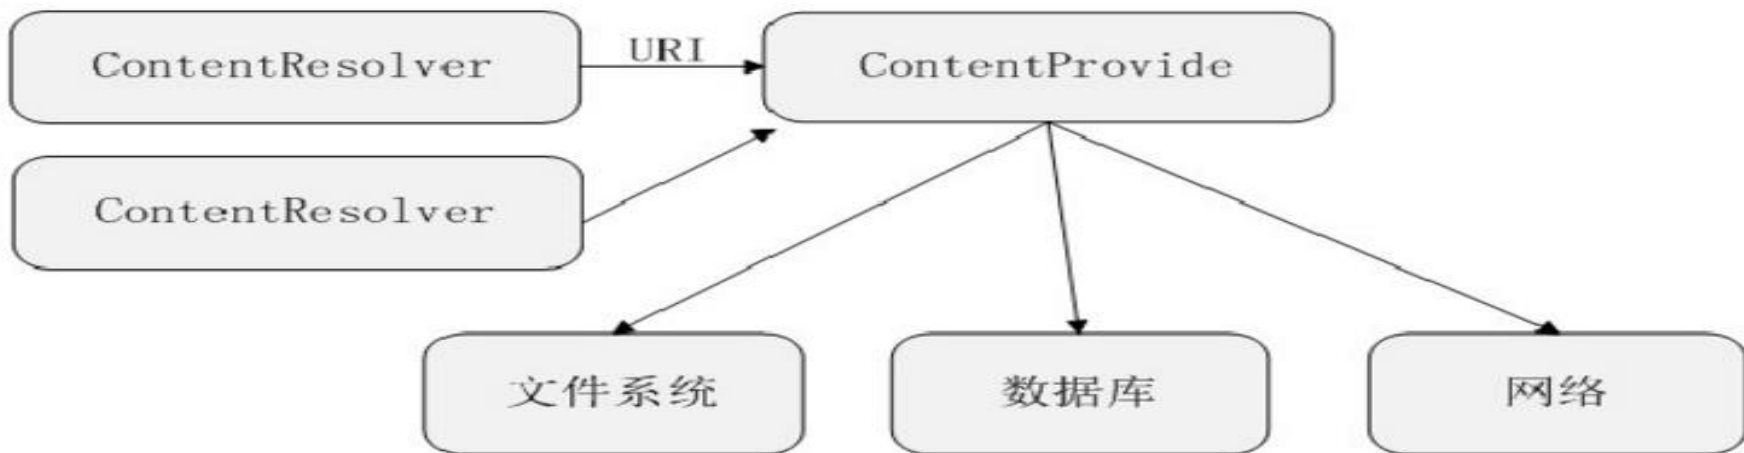 ContentResolver
URI
ContentProvide
ContentResolver
文件系统
数据库
网络